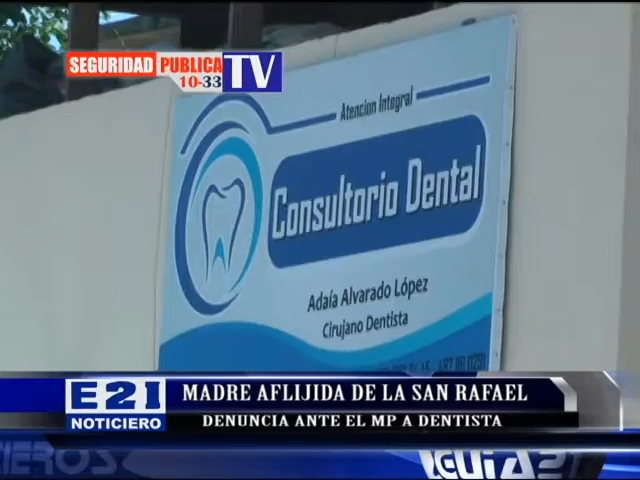 SEGURIDAD PUBLICA
10-33
TV
Atencion Integral
Consultorio Dental
Adaía Alvarado López
Cirujano Dentista
E21
NOTICIERO
MADRE AFLIJIDA DE LA SAN RAFAEL
DENUNCIA ANTE EL MP A DENTISTA